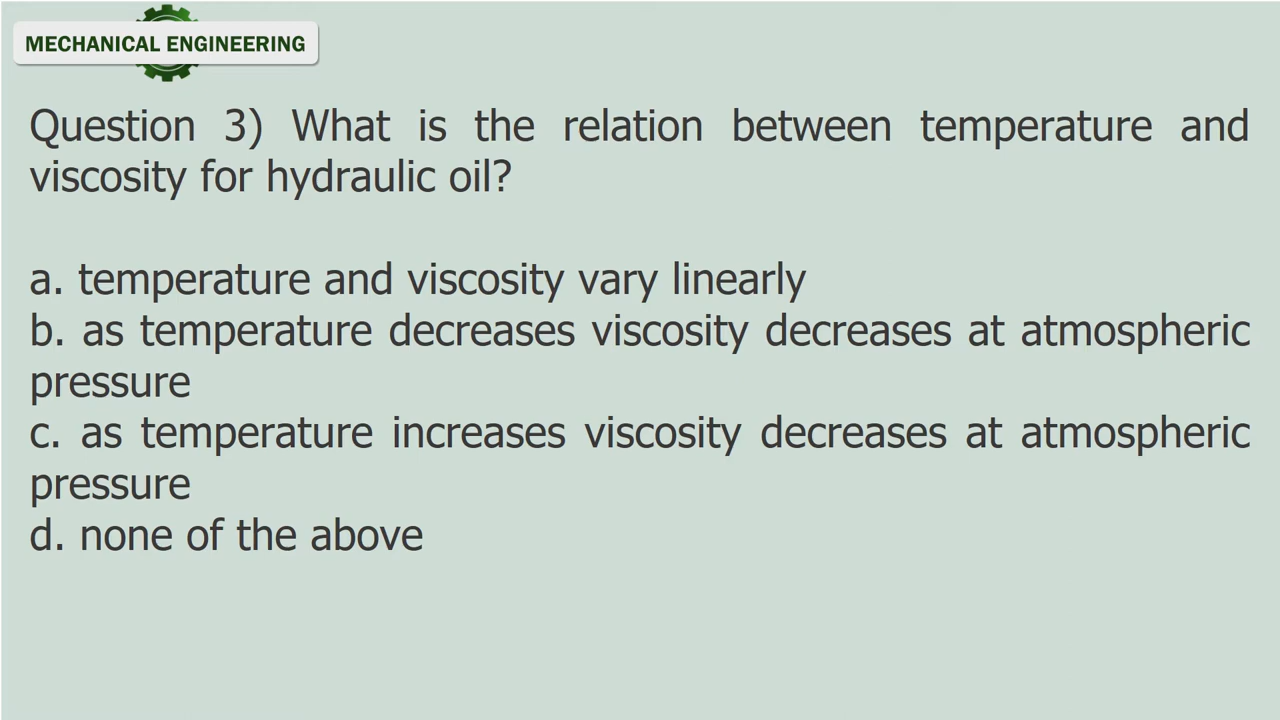 MECHANICAL ENGINEERING
Question 3) What is the relation between temperature and
viscosity for hydraulic oil?
a. temperature and viscosity vary linearly
b. as temperature decreases viscosity decreases at atmospheric
pressure
c. as temperature increases viscosity decreases at atmospheric
pressure
d. none of the above